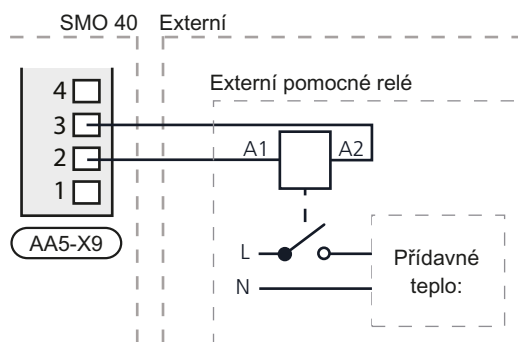 SMO 40 Externí
Externí pomocné relé
4
3
2
1
A1 A2
AA5-X9
L
N
Přídavné
teplo: